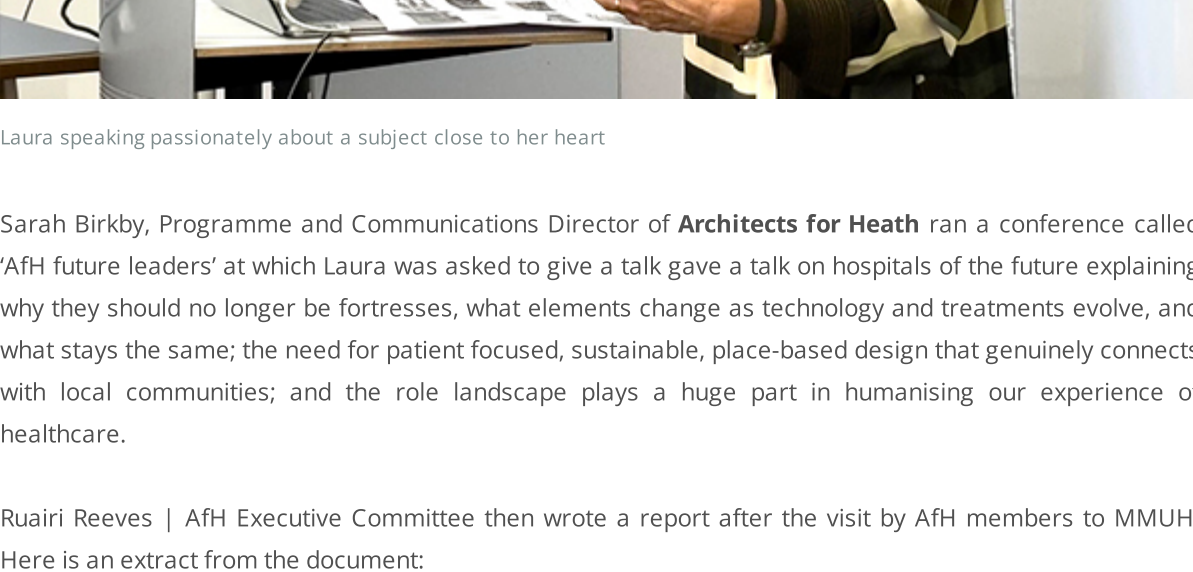 Laura speaking passionately about a subject close to her heart
Sarah Birkby, Programme and Communications Director of Architects for Heath ran a conference called
‘AfH future leaders’ at which Laura was asked to give a talk gave a talk on hospitals of the future explaining
why they should no longer be fortresses, what elements change as technology and treatments evolve, and
what stays the same; the need for patient focused, sustainable, place-based design that genuinely connects
with local communities; and the role landscape plays a huge part in humanising our experience of
healthcare.
Ruairi Reeves | AfH Executive Committee then wrote a report after the visit by AfH members to MMUH
Here is an extract from the document: